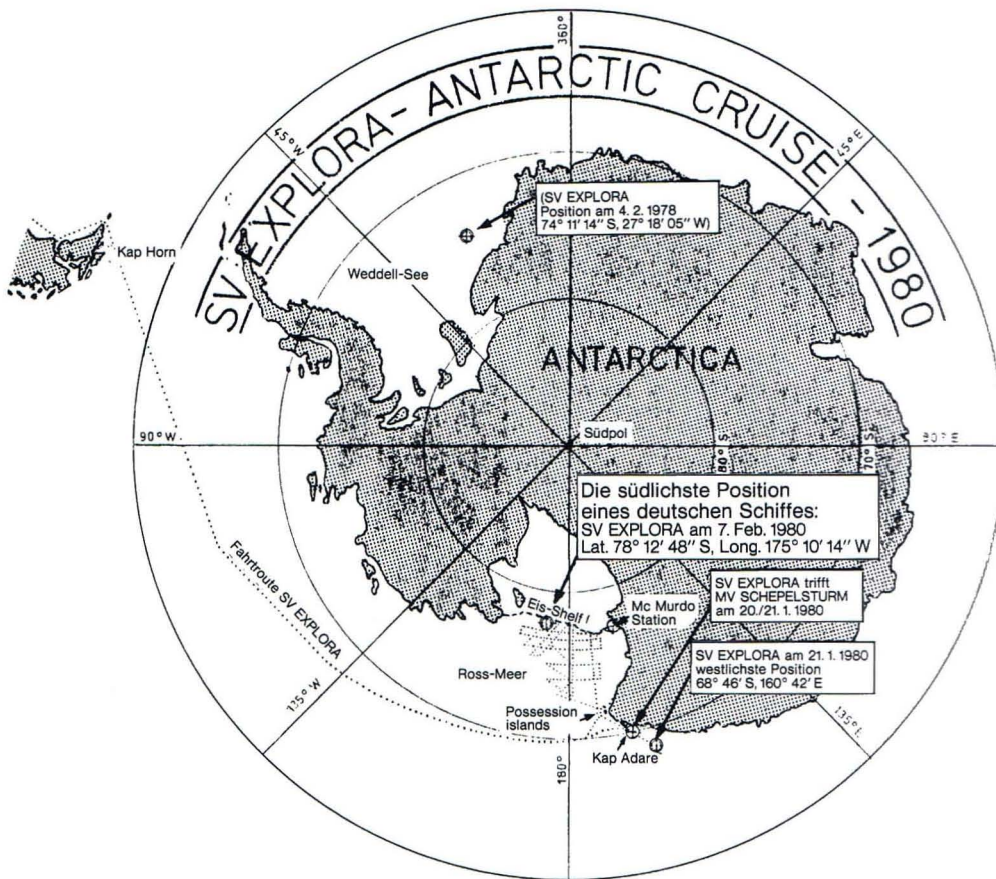 360°
SV EXPLORA - ANTARCTIC CRUISE - 1980
45° W
45° E
(SV EXPLORA
Position am 4. 2. 1978
74° 11′ 14″ S, 27° 18′ 05″ W)
Kap Horn
Weddell-See
ANTARCTICA
90° W
Südpol
80° S
70° S
90° E
Die südlichste Position
eines deutschen Schiffes:
SV EXPLORA am 7. Feb. 1980
Lat. 78° 12′ 48″ S, Long. 175° 10′ 14″ W
Fahrtroute SV EXPLORA
SV EXPLORA trifft
MV SCHEPELSTURM
am 20./21. 1. 1980
Eis-Shelf !
Mc Murdo
Station
SV EXPLORA am 21. 1. 1980
westlichste Position
68° 46′ S, 160° 42′ E
Ross-Meer
135° W
135° E
Possession
islands
Kap Adare
180°